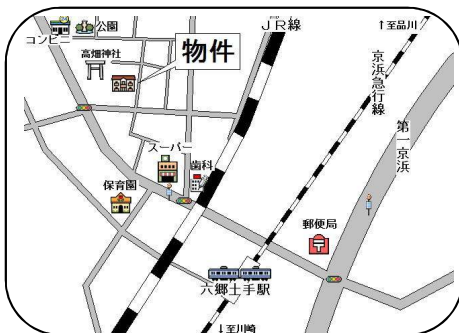 公園
コンビニ
高畑神社
物件
JR線
↑至品川
京浜急行線
第一京浜
スーパー
歯科
保育園
郵便局
六郷土手駅
↓至川崎